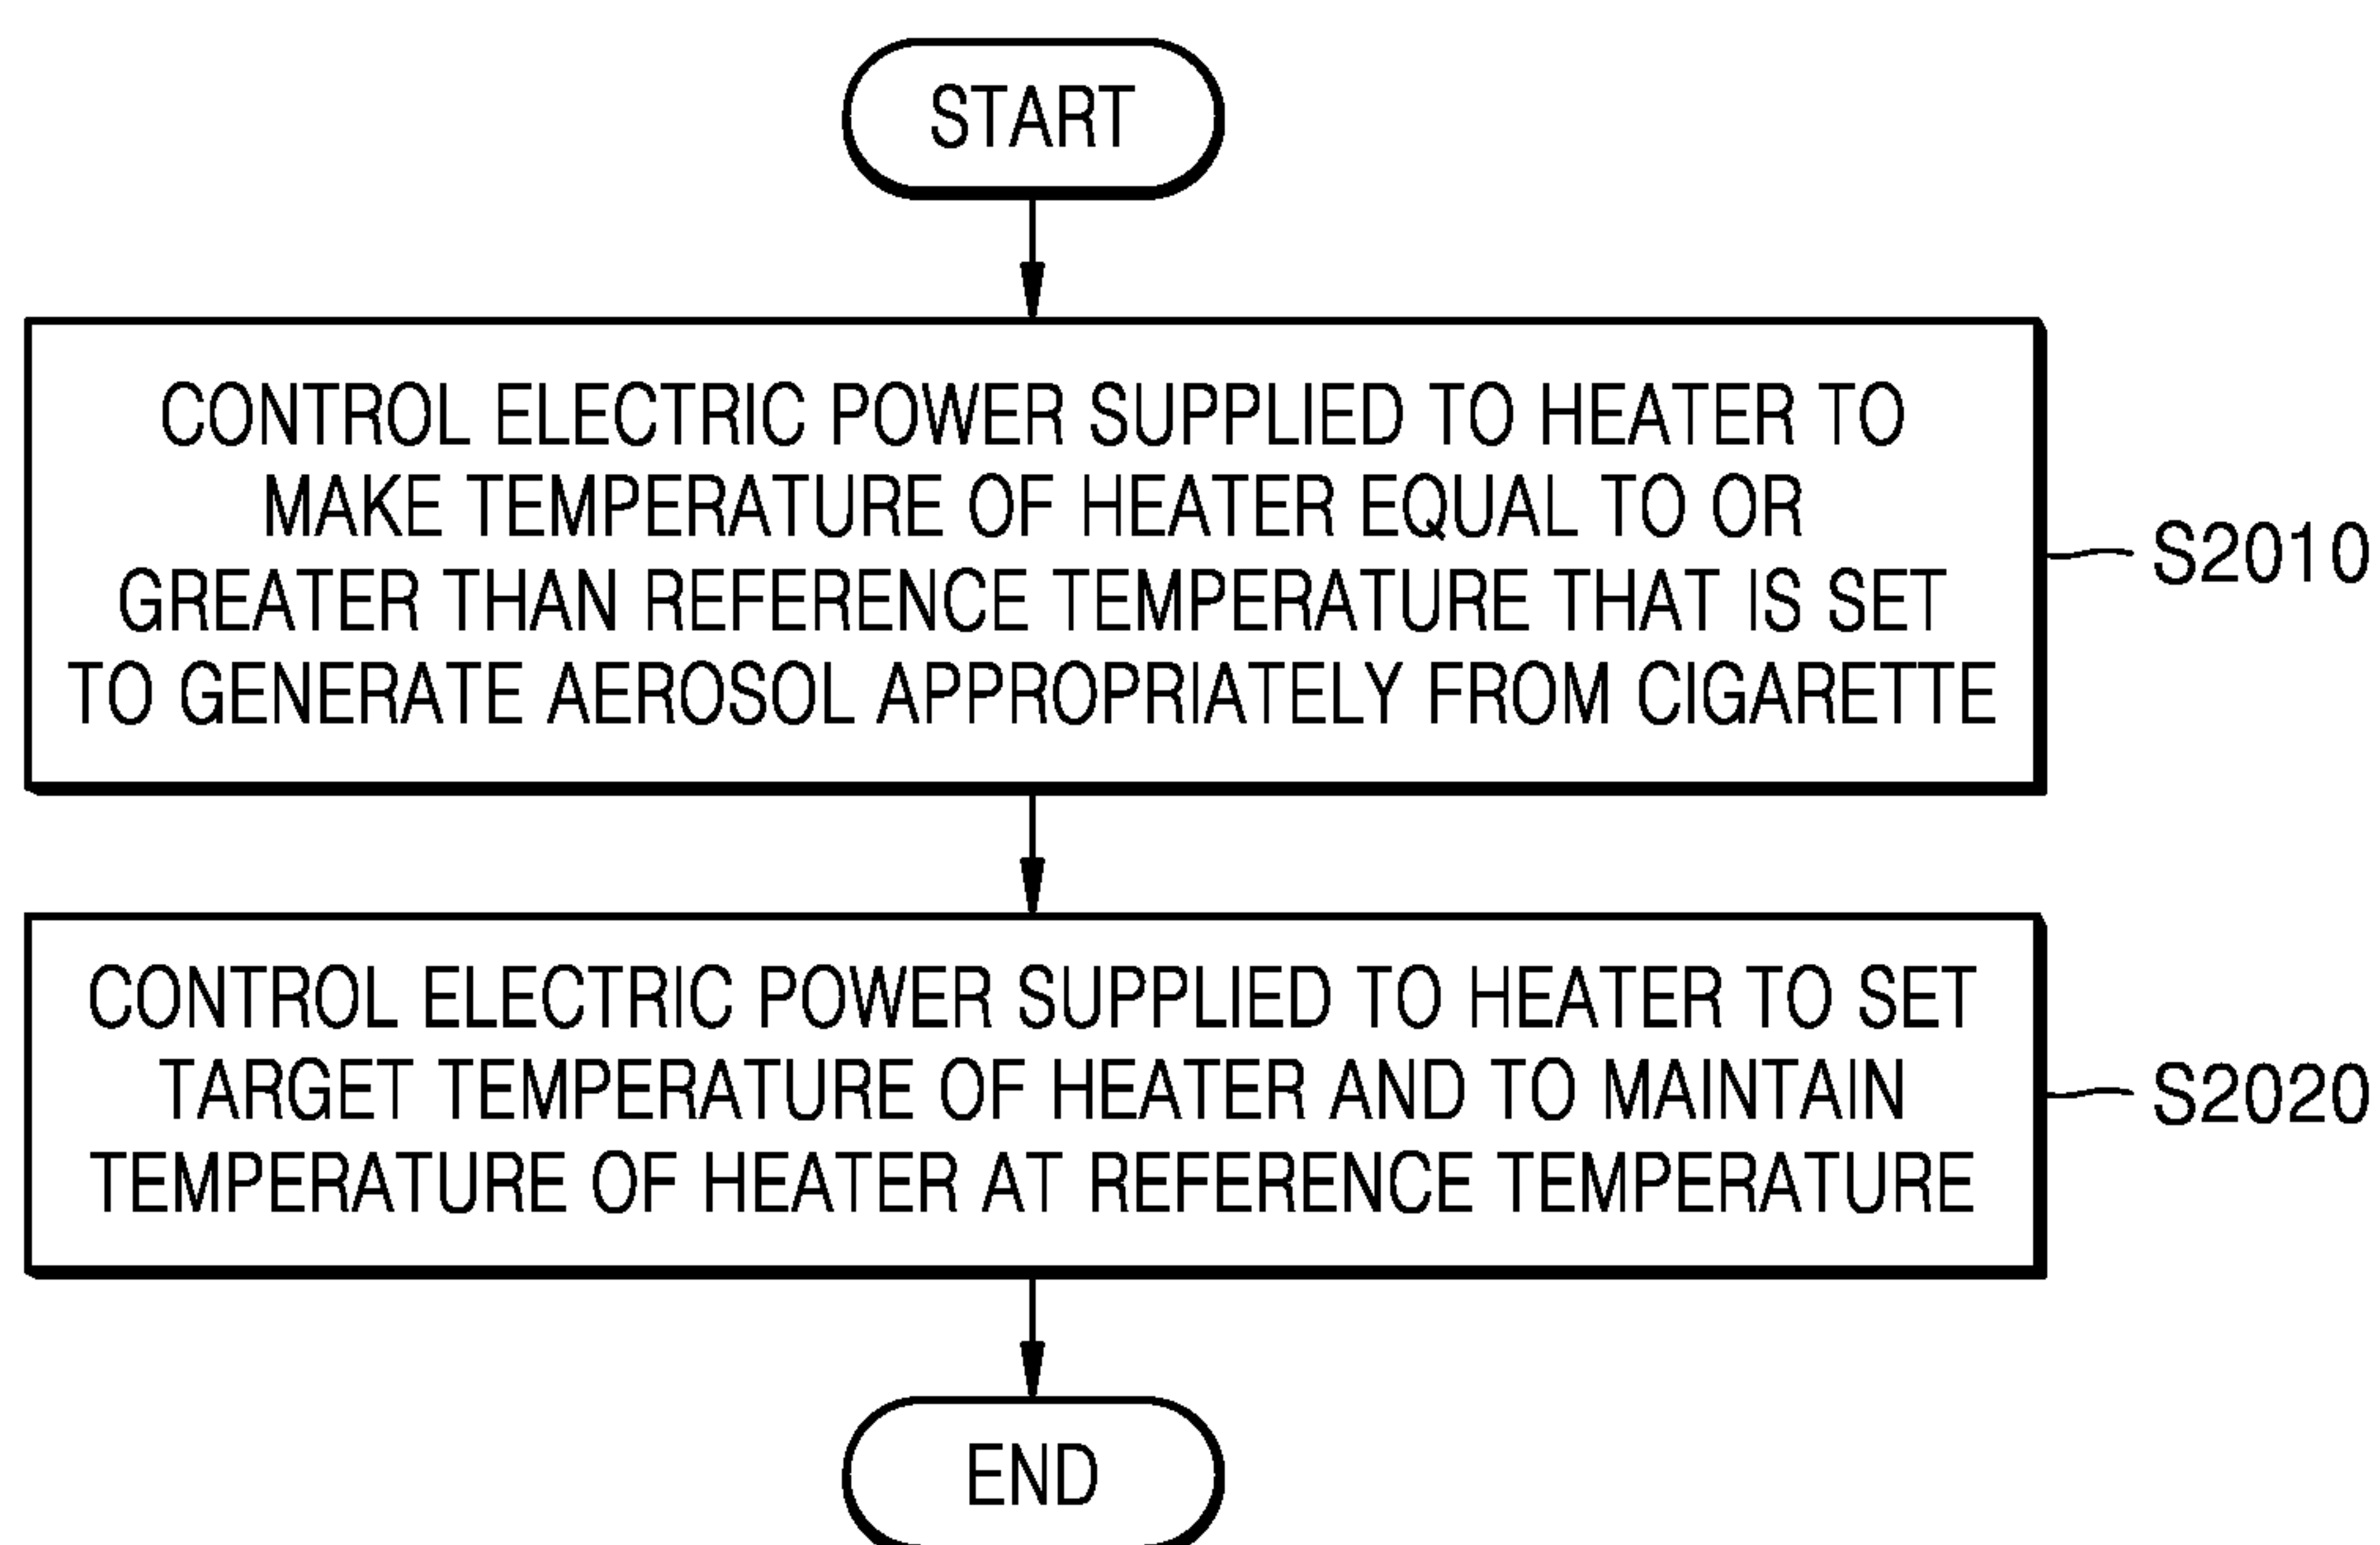 START
CONTROL ELECTRIC POWER SUPPLIED TO HEATER TO
MAKE TEMPERATURE OF HEATER EQUAL TO OR
GREATER THAN REFERENCE TEMPERATURE THAT IS SET
TO GENERATE AEROSOL APPROPRIATELY FROM CIGARETTE
S2010
CONTROL ELECTRIC POWER SUPPLIED TO HEATER TO SET
TARGET TEMPERATURE OF HEATER AND TO MAINTAIN
TEMPERATURE OF HEATER AT REFERENCE TEMPERATURE
S2020
END